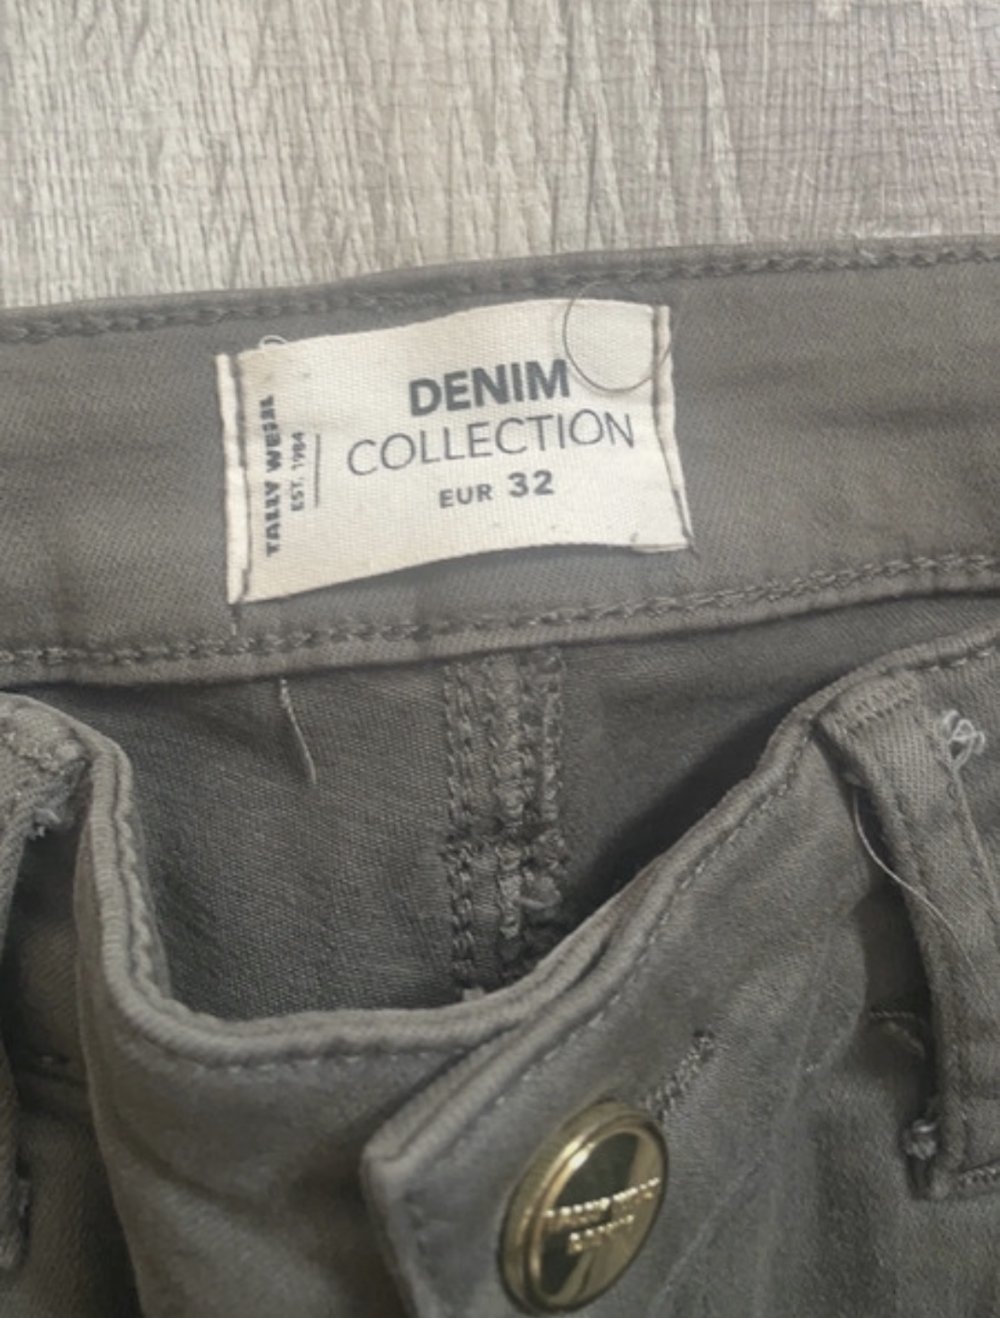 TALLY WEiJL
EST. 1984
DENIM
COLLECTION
EUR 32